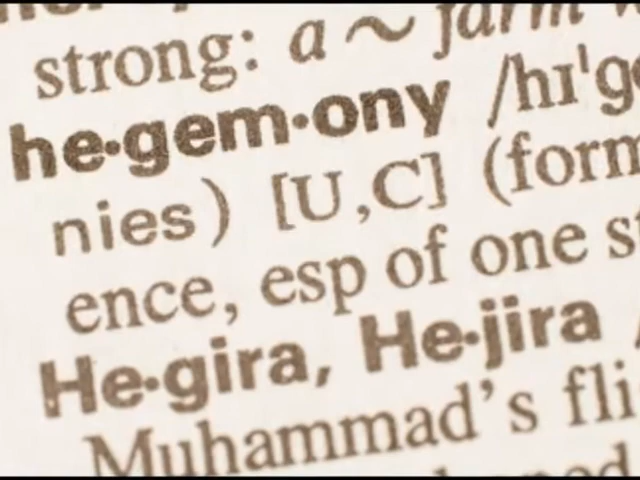 strong: a ~ farm
he·gem·ony /hɪˈg
nies) [U,C] (form
ence, esp of one s
He·gira, He·jira /
Muhammad's fli